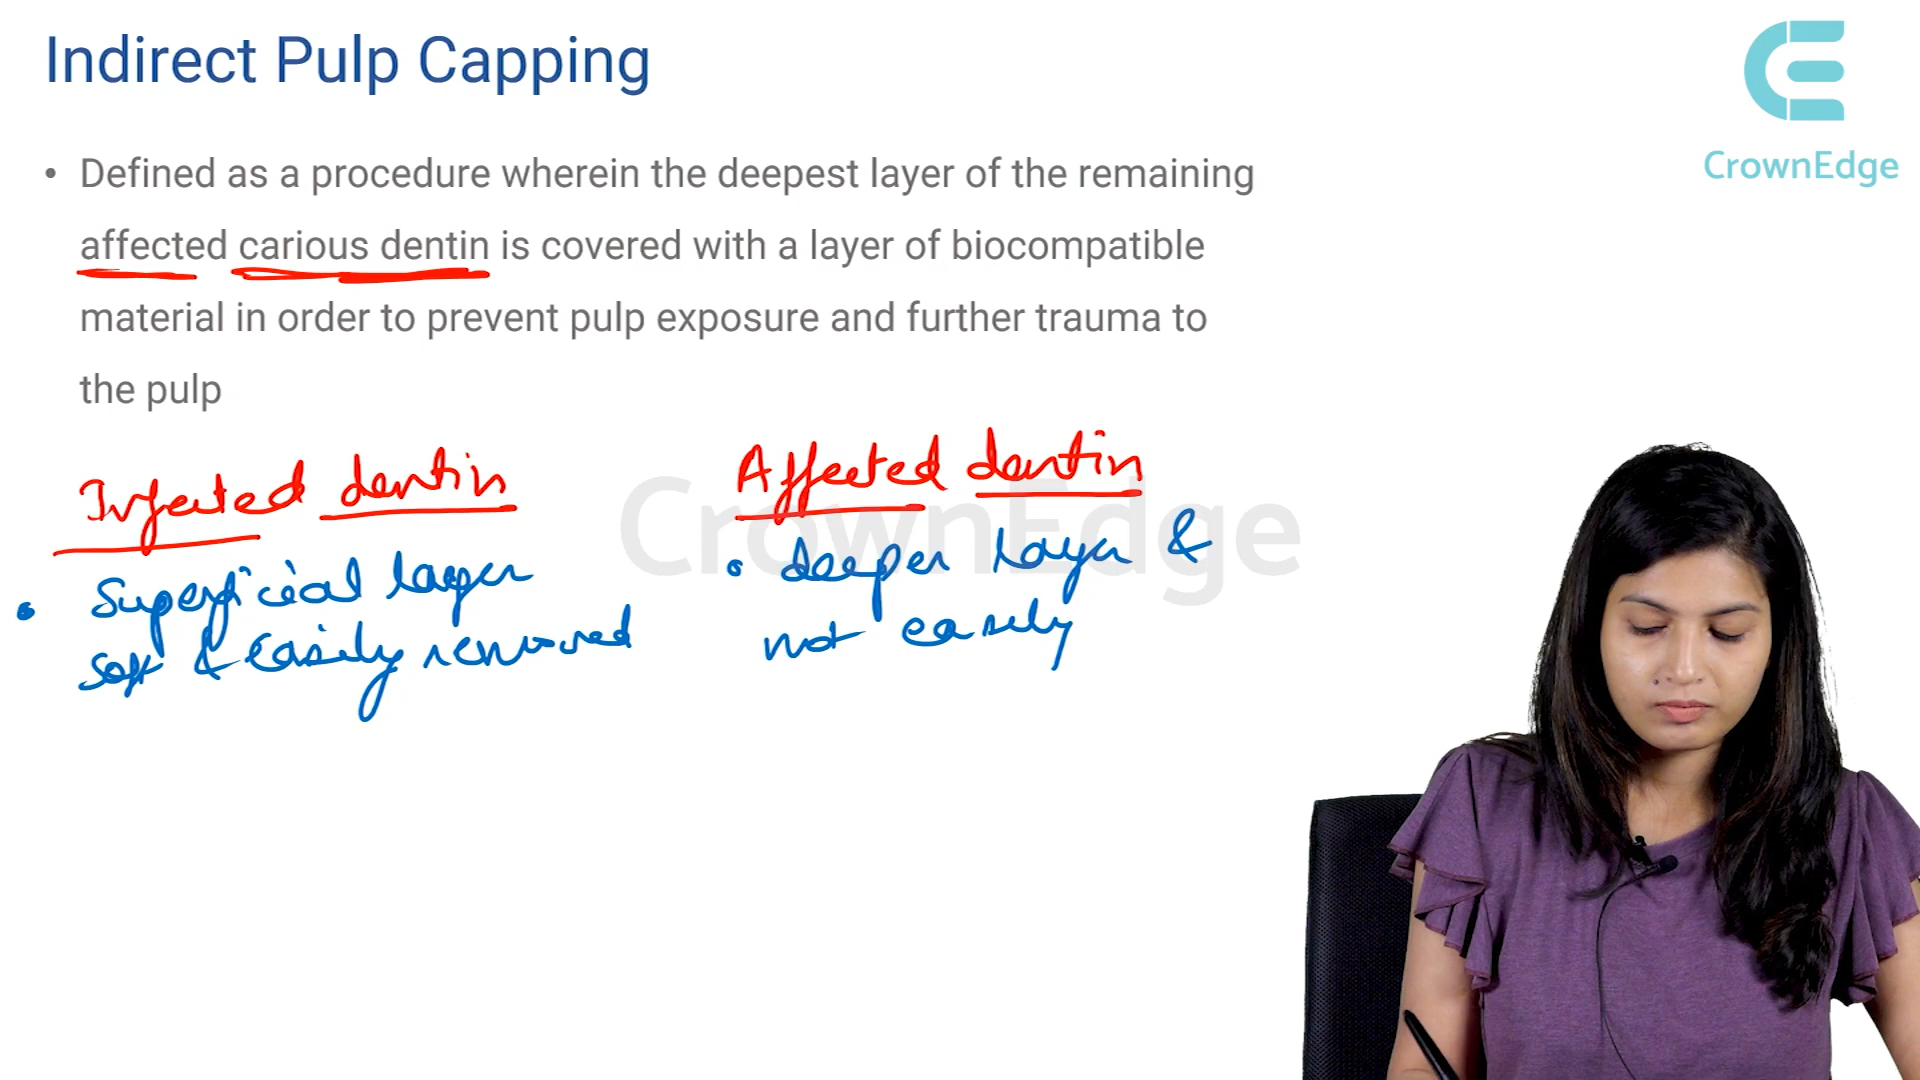 Indirect Pulp Capping
CrownEdge
• Defined as a procedure wherein the deepest layer of the remaining
affected carious dentin is covered with a layer of biocompatible
material in order to prevent pulp exposure and further trauma to
the pulp
Infected dentin
• Superficial layer
soft & easily removed
Affected dentin
• deeper layer &
not easily
CrownEdge